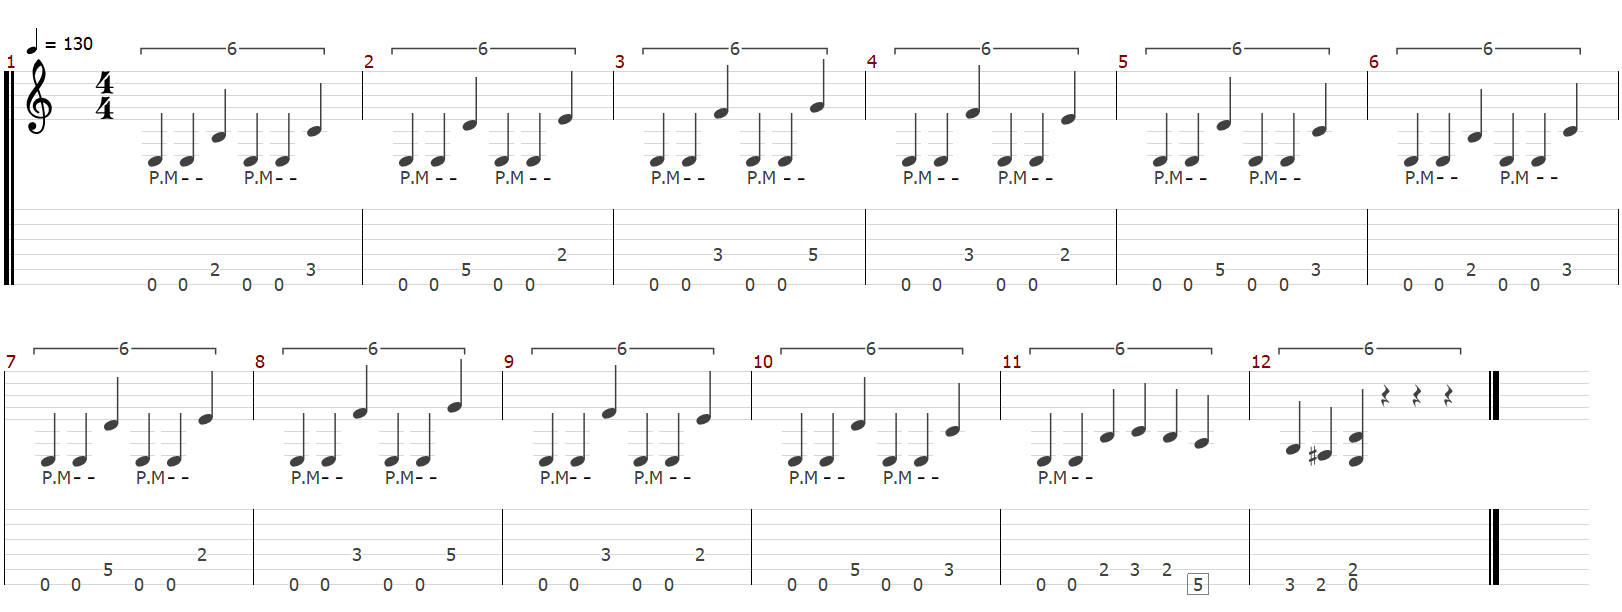 ♩ = 130
6 6 6 6 6 6
1 2 3 4 5 6
4
4
P.M - - P.M - - P.M - - P.M - - P.M - - P.M - - P.M - - P.M - - P.M - - P.M - - P.M - - P.M - -
2 3 3 5 3 2
2 3 5 5 3 2 3
0 0 0 0 0 0 0 0 0 0 0 0 0 0 0 0 0 0 0 0 0 0 0 0
6 6 6 6 6 6
7 8 9 10 11 12
P.M - - P.M - - P.M - - P.M - - P.M - - P.M - - P.M - - P.M - - P.M - -
2 3 5 3 2
5 5 3 2 3 2 2
0 0 0 0 0 0 0 0 0 0 0 0 0 0 0 0 0 0 5 3 2 0